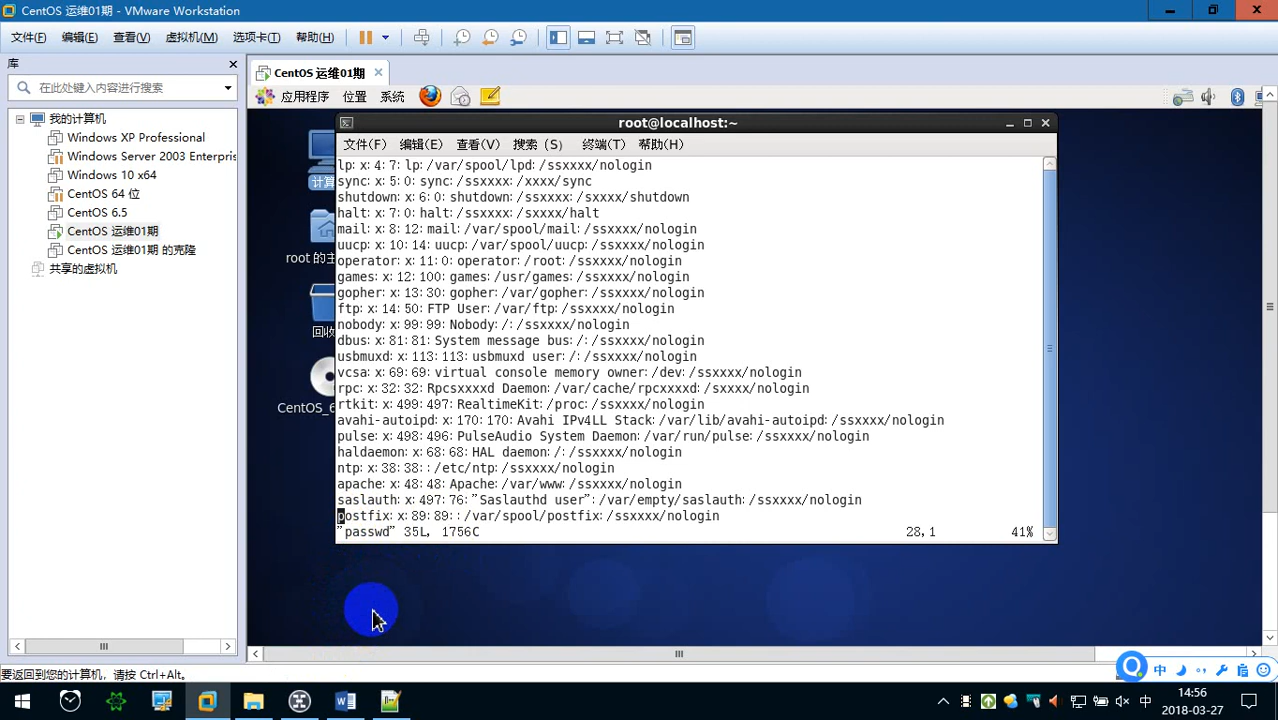 CentOS 运维01期 - VMware Workstation
文件(F) 编辑(E) 查看(V) 虚拟机(M) 选项卡(T) 帮助(H)
库
在此处键入内容进行搜索
我的计算机
Windows XP Professional
Windows Server 2003 Enterpris
Windows 10 x64
CentOS 64 位
CentOS 6.5
CentOS 运维01期
CentOS 运维01期 的克隆
共享的虚拟机
CentOS 运维01期
应用程序 位置 系统
计算
root 的主
回收
CentOS_6
root@localhost:~
文件(F) 编辑(E) 查看(V) 搜索 (S) 终端(T) 帮助(H)
lp:x:4:7:lp:/var/spool/lpd:/ssxxxx/nologin
sync:x:5:0:sync:/ssxxxx:/xxxx/sync
shutdown:x:6:0:shutdown:/ssxxxx:/sxxxx/shutdown
halt:x:7:0:halt:/ssxxxx:/sxxxx/halt
mail:x:8:12:mail:/var/spool/mail:/ssxxxx/nologin
uucp:x:10:14:uucp:/var/spool/uucp:/ssxxxx/nologin
operator:x:11:0:operator:/root:/ssxxxx/nologin
games:x:12:100:games:/usr/games:/ssxxxx/nologin
gopher:x:13:30:gopher:/var/gopher:/ssxxxx/nologin
ftp:x:14:50:FTP User:/var/ftp:/ssxxxx/nologin
nobody:x:99:99:Nobody:/:/ssxxxx/nologin
dbus:x:81:81:System message bus:/:/ssxxxx/nologin
usbmuxd:x:113:113:usbmuxd user:/:/ssxxxx/nologin
vcsa:x:69:69:virtual console memory owner:/dev:/ssxxxx/nologin
rpc:x:32:32:Rpcsxxxxd Daemon:/var/cache/rpcxxxxd:/sxxxx/nologin
rtkit:x:499:497:RealtimeKit:/proc:/ssxxxx/nologin
avahi-autoipd:x:170:170:Avahi IPv4LL Stack:/var/lib/avahi-autoipd:/ssxxxx/nologin
pulse:x:498:496:PulseAudio System Daemon:/var/run/pulse:/ssxxxx/nologin
haldaemon:x:68:68:HAL daemon:/:/ssxxxx/nologin
ntp:x:38:38::/etc/ntp:/ssxxxx/nologin
apache:x:48:48:Apache:/var/www:/ssxxxx/nologin
saslauth:x:497:76:"Saslauthd user":/var/empty/saslauth:/ssxxxx/nologin
postfix:x:89:89::/var/spool/postfix:/ssxxxx/nologin
"passwd" 35L, 1756C 28,1 41%
要返回到您的计算机，请按 Ctrl+Alt。
中
中
14:56
2018-03-27